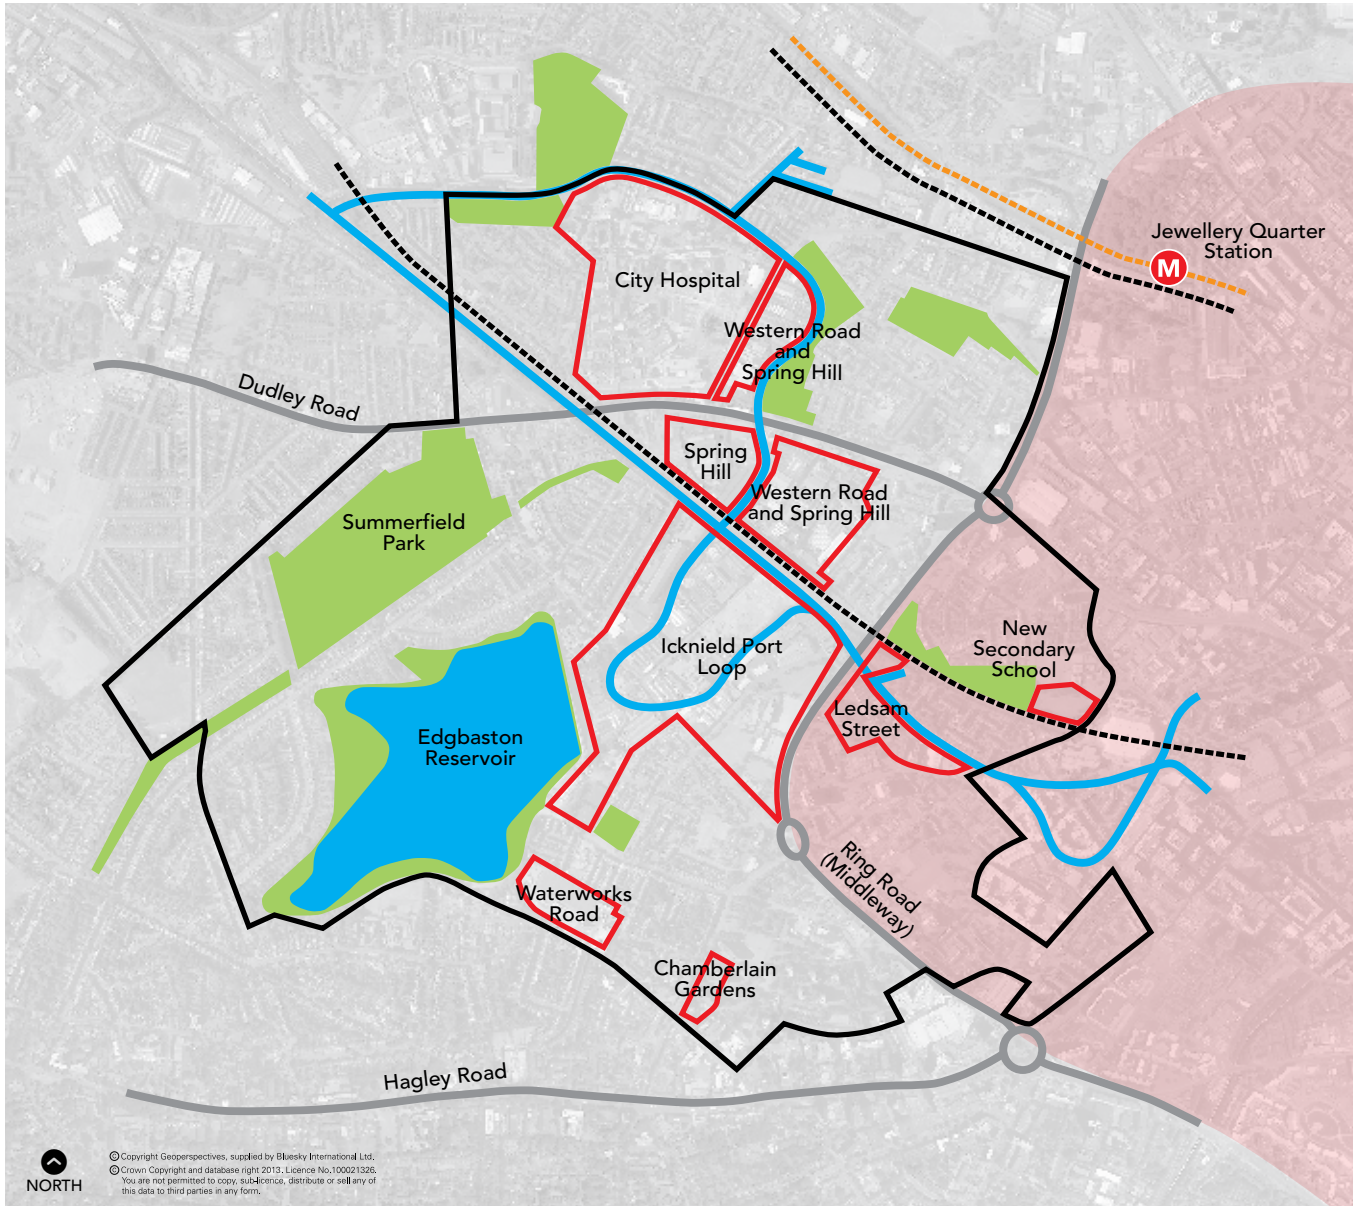 Jewellery Quarter
Station
M
City Hospital
Western Road
and
Spring Hill
Dudley Road
Spring
Hill
Western Road
and Spring Hill
Summerfield
Park
New
Secondary
School
Icknield Port
Loop
Ledsam
Street
Edgbaston
Reservoir
Ring Road
(Middleway)
Waterworks
Road
Chamberlain
Gardens
Hagley Road
NORTH
© Copyright Geoperspectives, supplied by Bluesky International Ltd.
© Crown Copyright and database right 2013. Licence No.100021326.
You are not permitted to copy, sub-licence, distribute or sell any of
this data to third parties in any form.